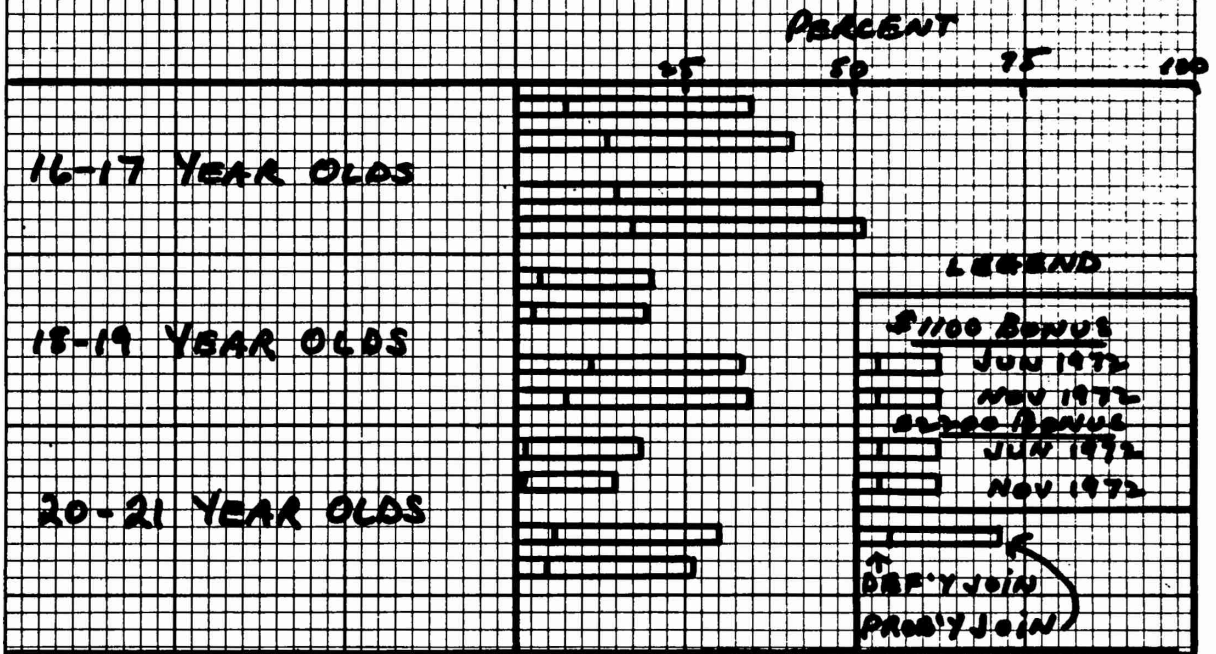 PERCENT
25 50 75 100
16-17 YEAR OLDS
18-19 YEAR OLDS
20-21 YEAR OLDS
LEGEND
$1100 BONUS
JUN 1972
NOV 1972
$2200 BONUS
JUN 1972
NOV 1972
DEF'Y JOIN
PROB'Y JOIN